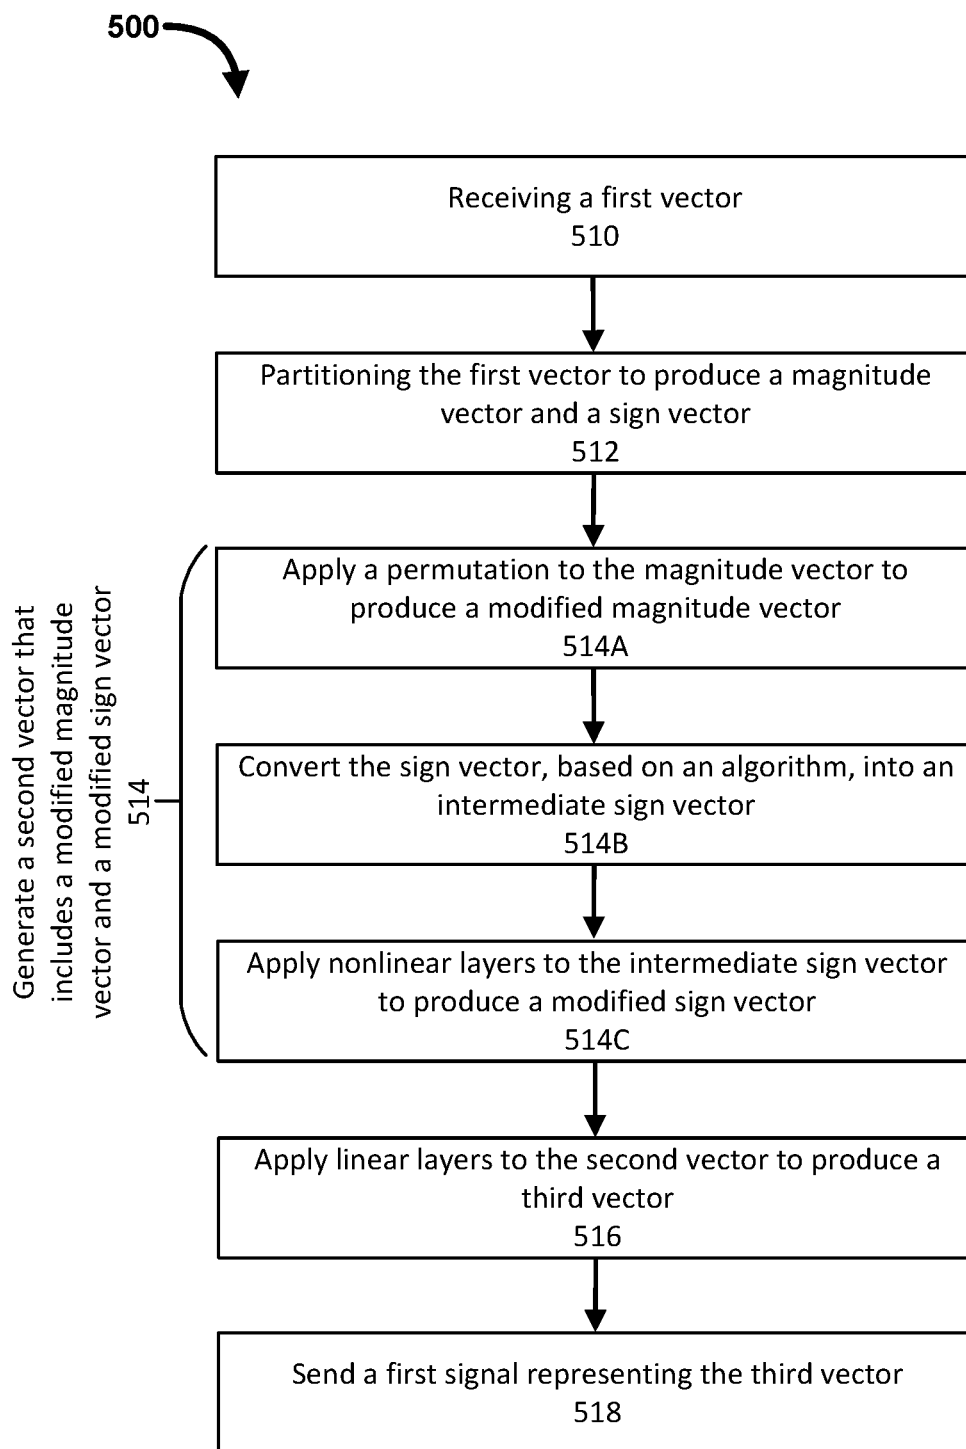 500
Receiving a first vector
510
Partitioning the first vector to produce a magnitude
vector and a sign vector
512
Generate a second vector that
includes a modified magnitude
vector and a modified sign vector
514
Apply a permutation to the magnitude vector to
produce a modified magnitude vector
514A
Convert the sign vector, based on an algorithm, into an
intermediate sign vector
514B
Apply nonlinear layers to the intermediate sign vector
to produce a modified sign vector
514C
Apply linear layers to the second vector to produce a
third vector
516
Send a first signal representing the third vector
518